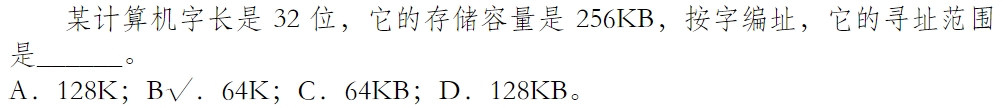 某计算机字长是 32 位，它的存储容量是 256KB，按字编址，它的寻址范围
是______。
A．128K；B√．64K；C．64KB；D．128KB。